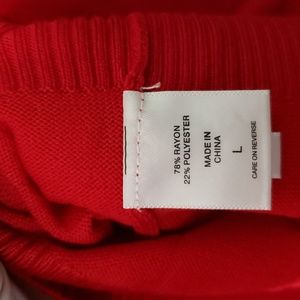 78% RAYON
22% POLYESTER
MADE IN
CHINA
L
CARE ON REVERSE